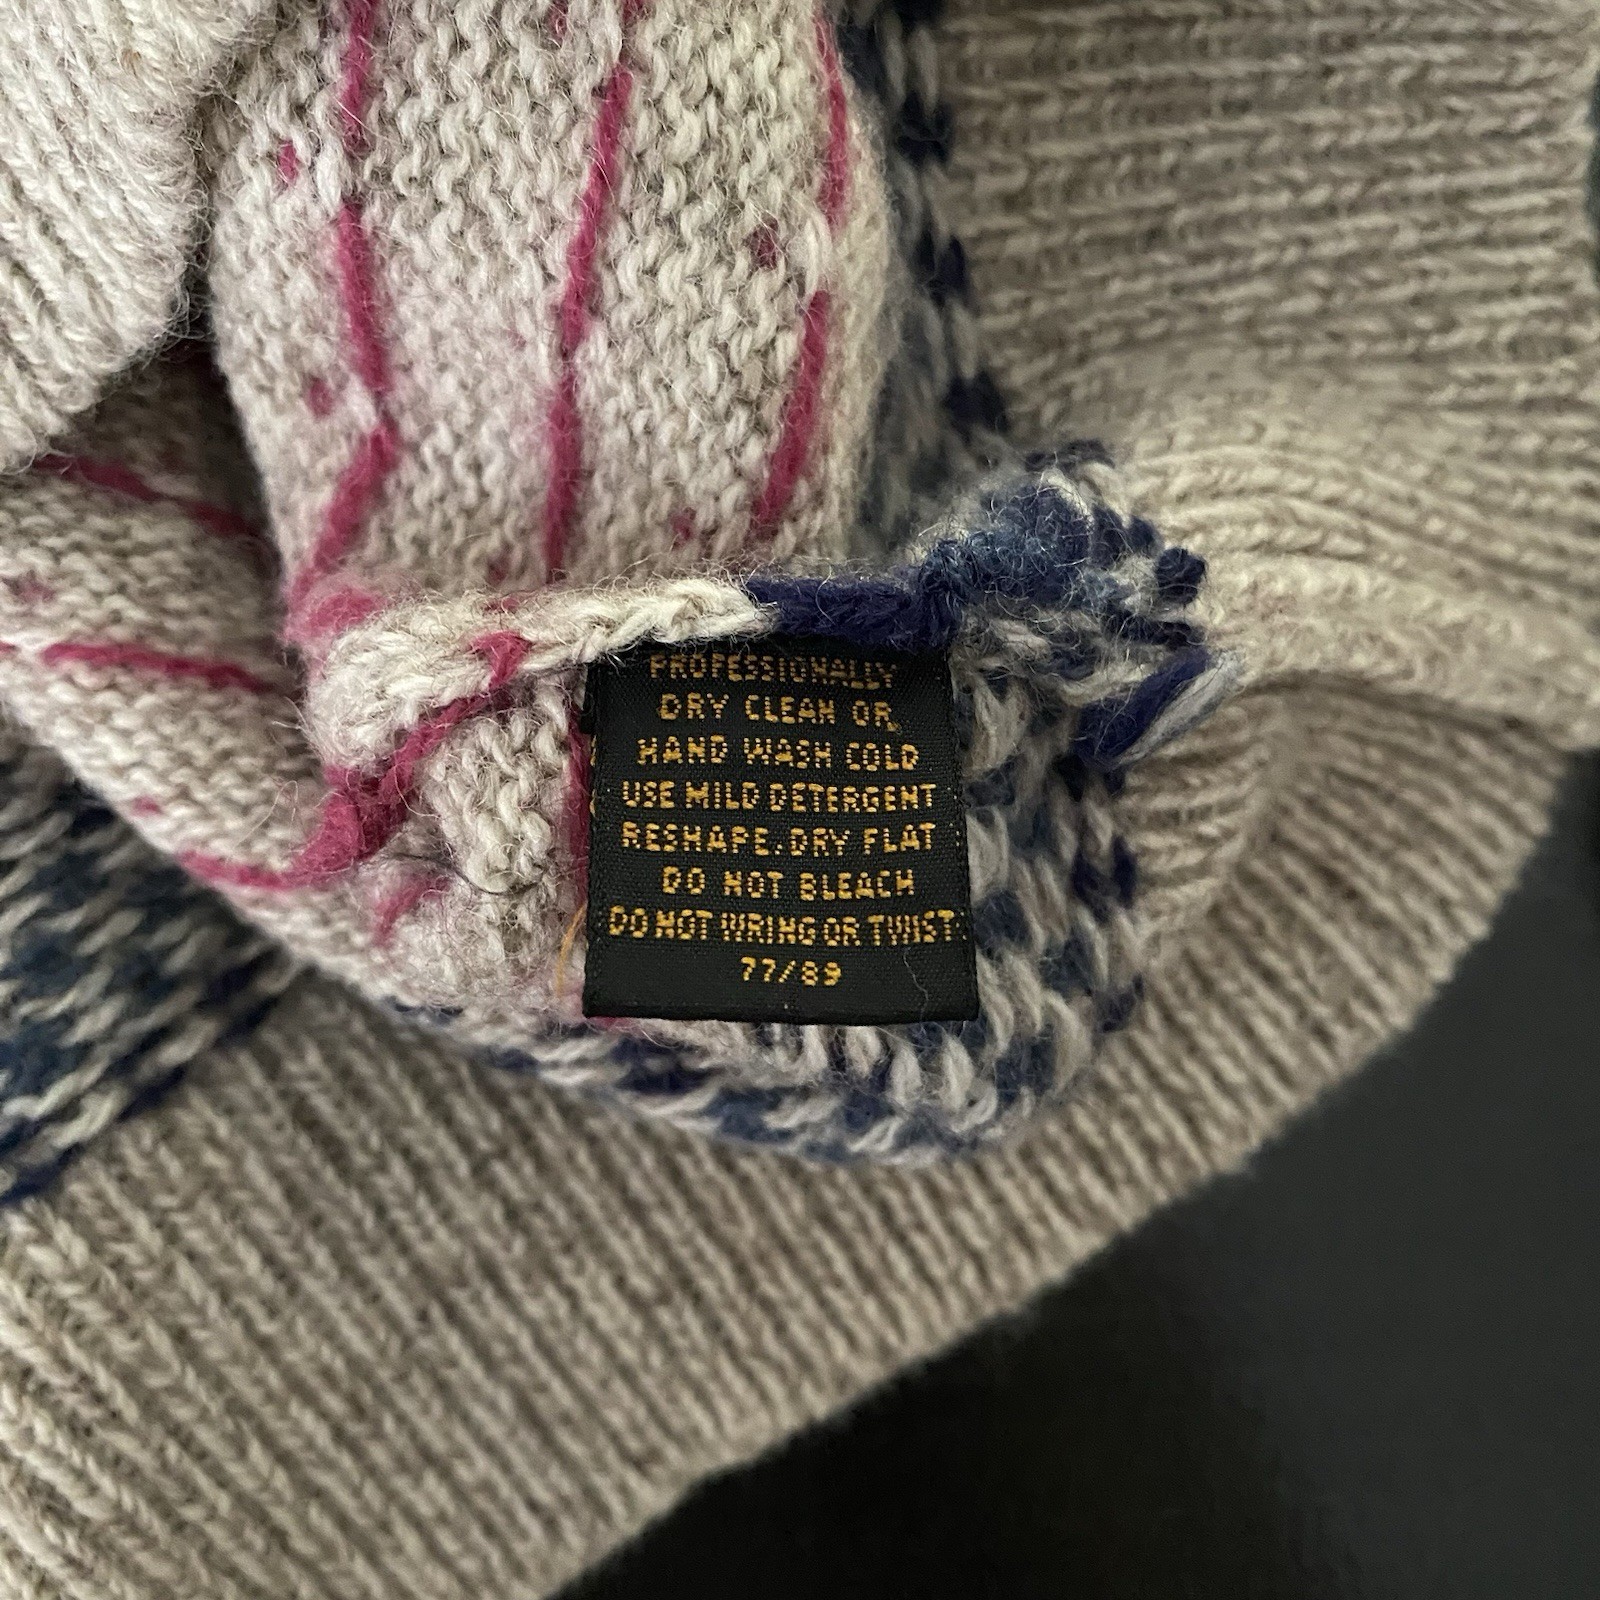 PROFESSIONALLY
DRY CLEAN OR
HAND WASH COLD
USE MILD DETERGENT
RESHAPE. DRY FLAT
DO NOT BLEACH
DO NOT WRING OR TWIST
77/89